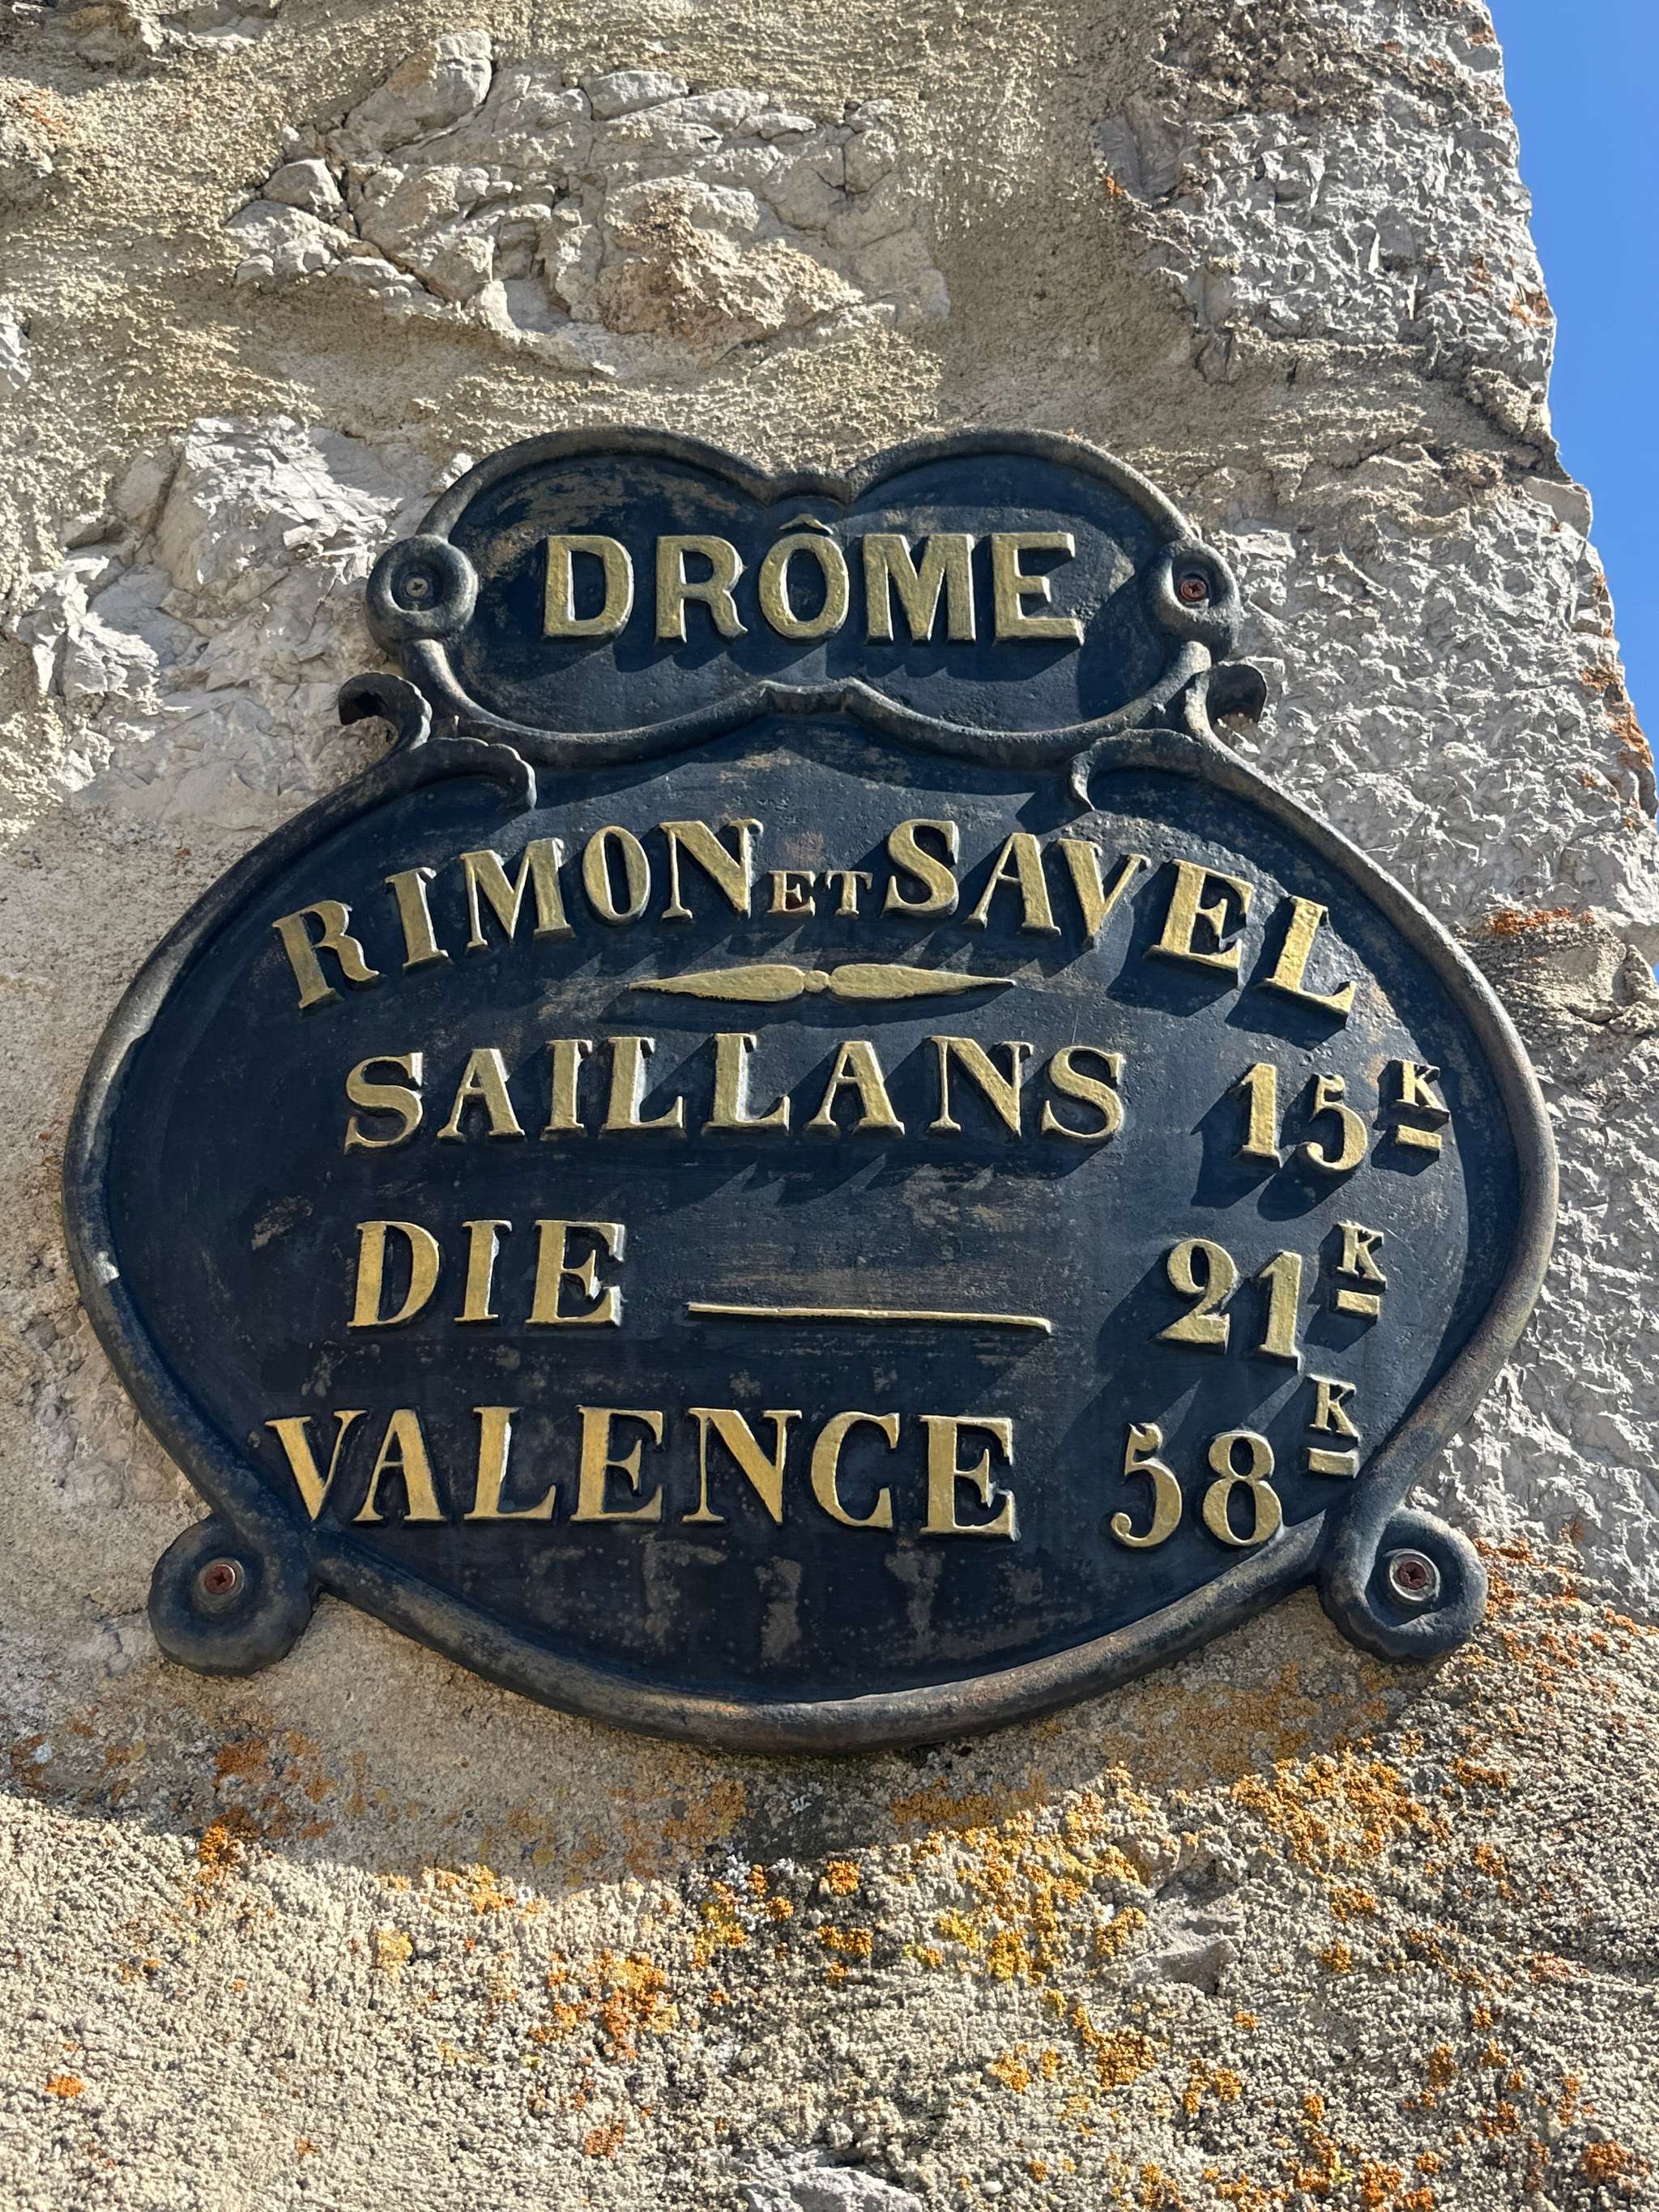 DRÔME
RIMON ET SAVEL
SAILLANS 15K
DIE 21K
VALENCE 58K